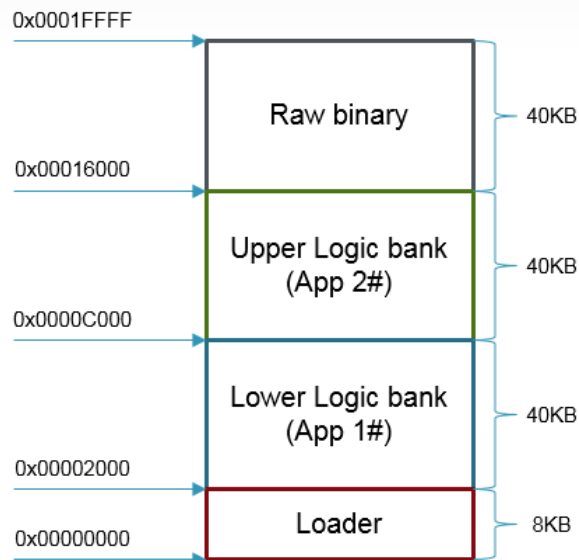 0x0001FFFF
Raw binary
40KB
0x00016000
Upper Logic bank
(App 2#)
40KB
0x0000C000
Lower Logic bank
(App 1#)
40KB
0x00002000
Loader
8KB
0x00000000